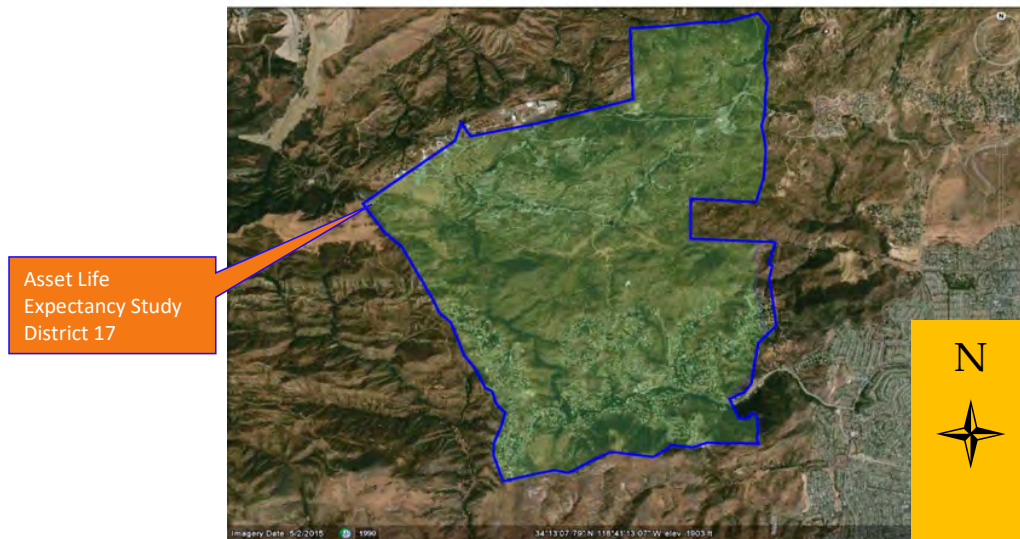 Asset Life
Expectancy Study
District 17
N
N
Imagery Date: 5/2/2015 1990 34°13'07.79" N 118°41'13.07" W elev 1903 ft